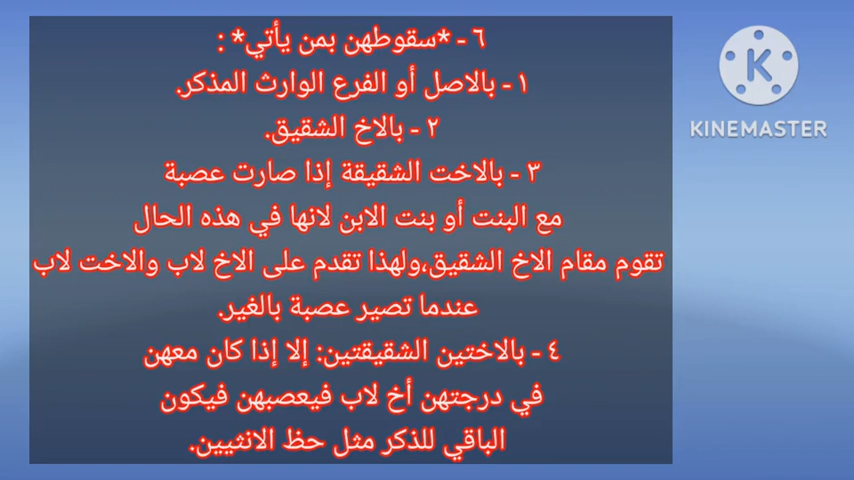 ٦ - *سقوطهن بمن يأتي* :
١ - بالاصل أو الفرع الوارث المذكر.
٢ - بالاخ الشقيق.
٣ - بالاخت الشقيقة إذا صارت عصبة
مع البنت أو بنت الابن لانها في هذه الحال
تقوم مقام الاخ الشقيق،ولهذا تقدم على الاخ لاب والاخت لاب
عندما تصير عصبة بالغير.
٤ - بالاختين الشقيقتين: إلا إذا كان معهن
في درجتهن أخ لاب فيعصبهن فيكون
الباقي للذكر مثل حظ الانثيين.
K
KINEMASTER